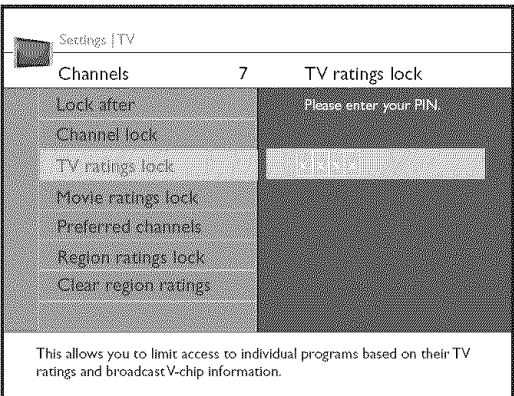 Settings | TV
Channels 7 TV ratings lock
Lock after Please enter your PIN.
Channel lock
TV ratings lock
Movie ratings lock
Preferred channels
Region ratings lock
Clear region ratings
This allows you to limit access to individual programs based on their TV
ratings and broadcast V-chip information.